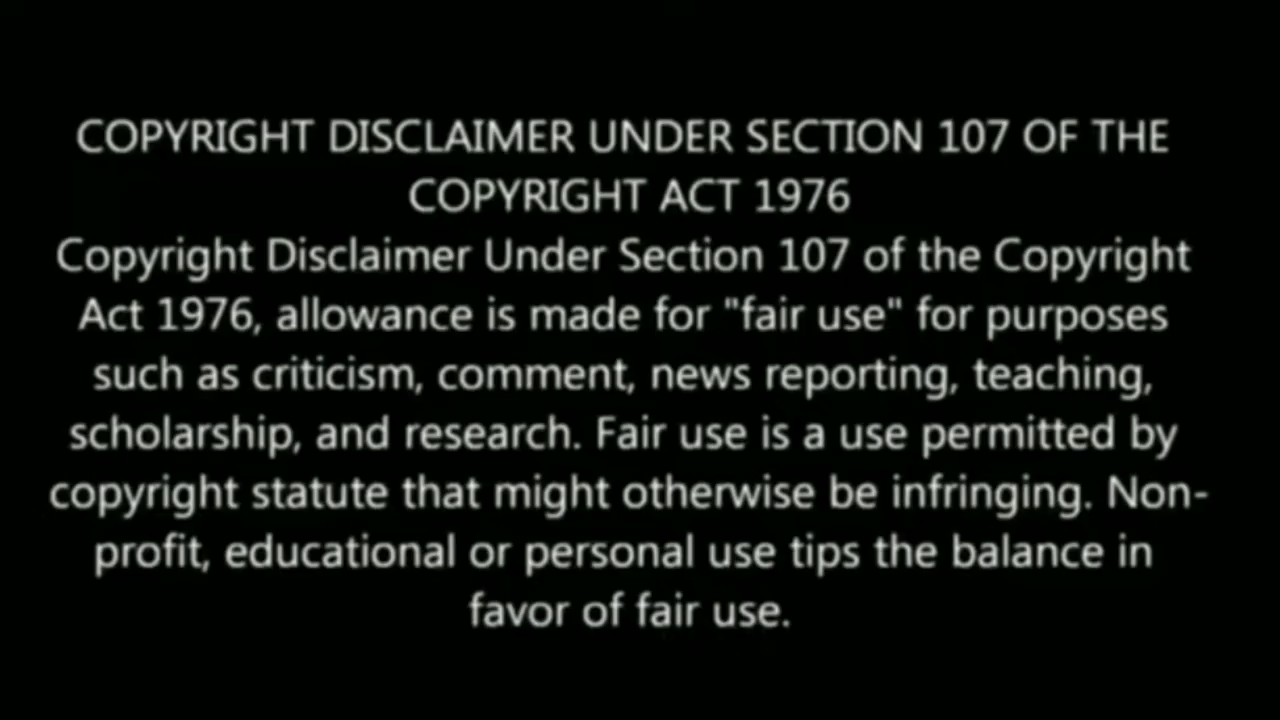 COPYRIGHT DISCLAIMER UNDER SECTION 107 OF THE
COPYRIGHT ACT 1976
Copyright Disclaimer Under Section 107 of the Copyright
Act 1976, allowance is made for "fair use" for purposes
such as criticism, comment, news reporting, teaching,
scholarship, and research. Fair use is a use permitted by
copyright statute that might otherwise be infringing. Non-
profit, educational or personal use tips the balance in
favor of fair use.